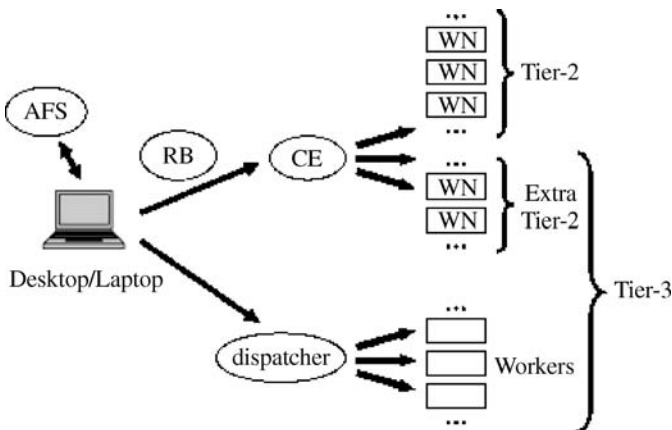 ...
WN
WN
WN
...
Tier-2
AFS
RB
CE
...
WN
WN
...
Extra
Tier-2
Desktop/Laptop
Tier-3
...
dispatcher
Workers
...